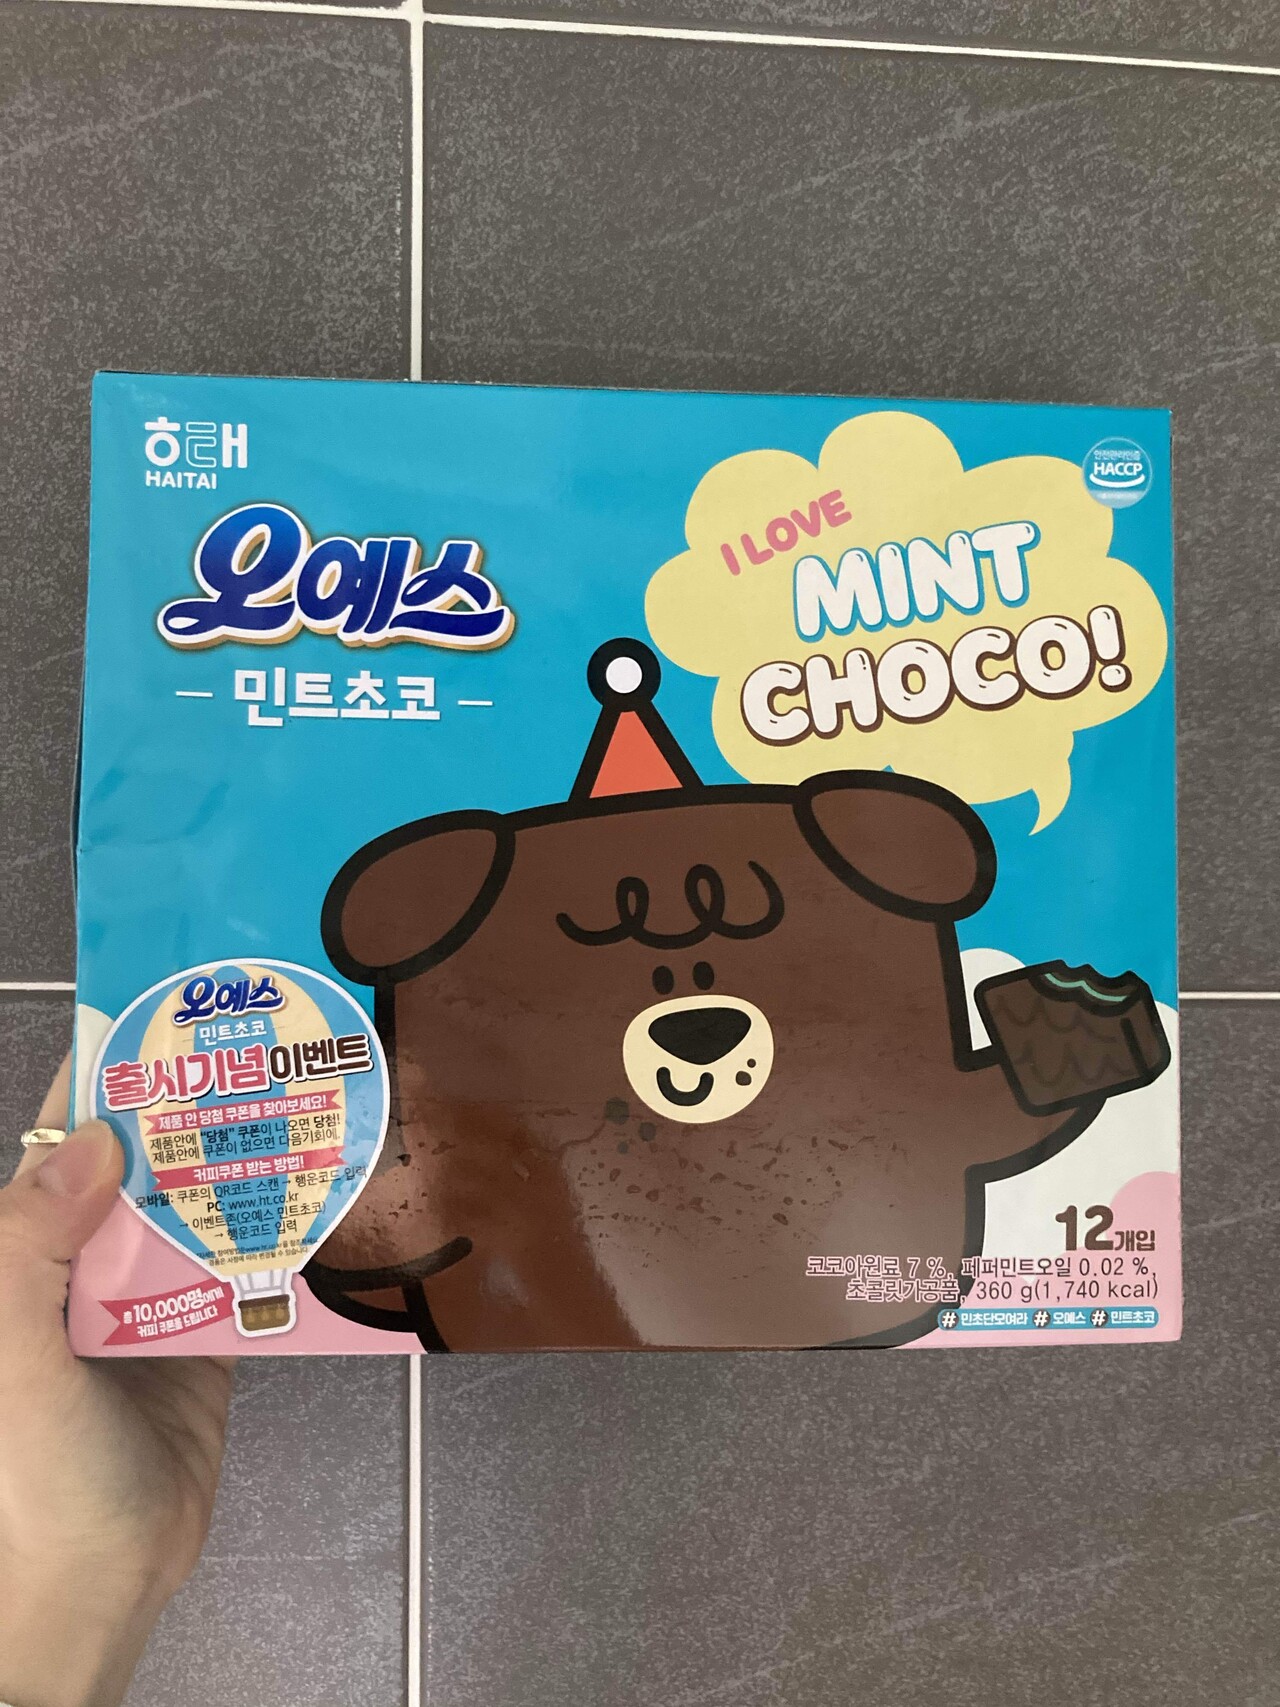 해태
HAITAI
오예스
민트초코
I LOVE
MINT
CHOCO!
안전관리인증
HACCP
오예스
민트초코
출시기념이벤트
제품 안 당첨 쿠폰을 찾아보세요!
제품안에 "당첨" 쿠폰이 나오면 당첨!
제품안에 쿠폰이 없으면 다음기회에.
커피쿠폰 받는 방법!
모바일: 쿠폰의 QR코드 스캔 → 행운코드 입력
PC: www.ht.co.kr
→ 이벤트존(오예스 민트초코)
→ 행운코드 입력
총 10,000명에게
커피 쿠폰을 드립니다
12개입
코코아원료 7 %, 페퍼민트오일 0.02 %,
초콜릿가공품, 360 g(1,740 kcal)
# 민초단모여라 # 오예스 # 민트초코